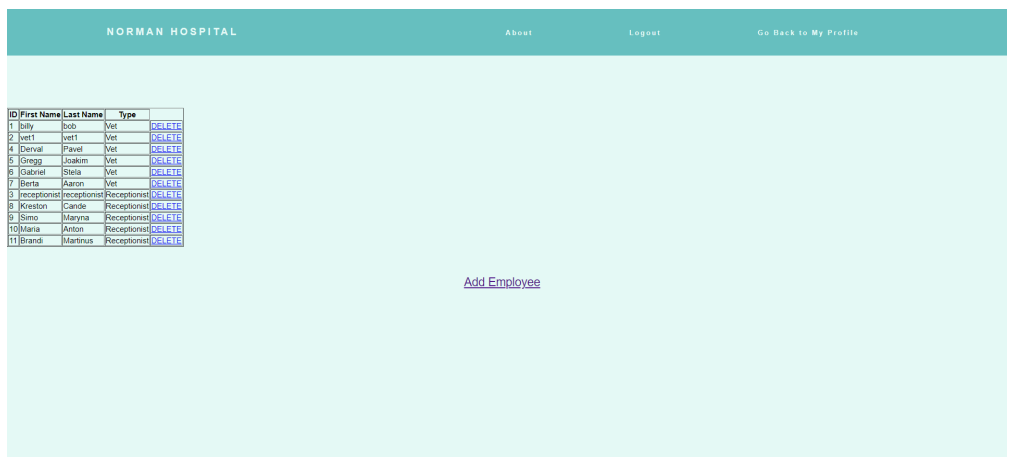 NORMAN HOSPITAL About Logout Go Back to My Profile
ID First Name Last Name Type
1 billy bob Vet DELETE
2 vet1 vet1 Vet DELETE
4 Derval Pavel Vet DELETE
5 Gregg Joakim Vet DELETE
6 Gabriel Stela Vet DELETE
7 Berta Aaron Vet DELETE
3 receptionist receptionist Receptionist DELETE
8 Kreston Cande Receptionist DELETE
9 Simo Maryna Receptionist DELETE
10 Maria Anton Receptionist DELETE
11 Brandi Martinus Receptionist DELETE
Add Employee